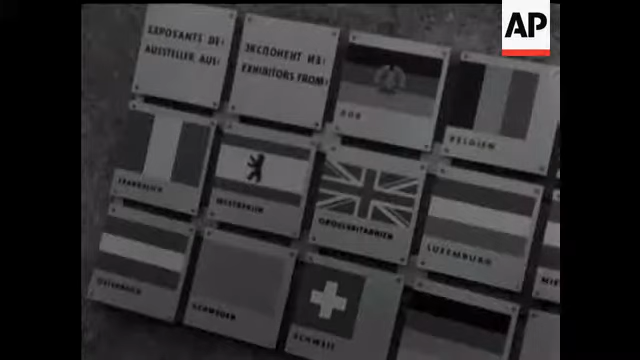 AP
EXPOSANTS DE:
AUSSTELLER AUS:
ЭКСПОНЕНТ ИЗ:
EXHIBITORS FROM:
DDR
BELGIEN
FRANKREICH
WESTBERLIN
GROSSBRITANNIEN
LUXEMBURG
ÖSTERREICH
SCHWEDEN
SCHWEIZ